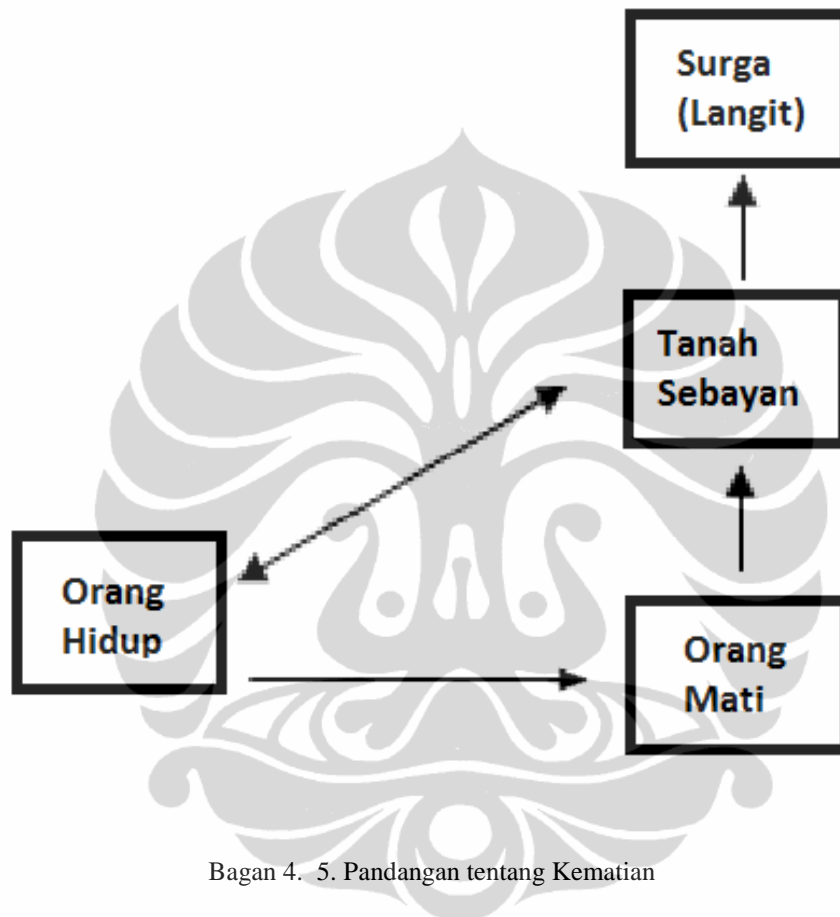 Surga
(Langit)
Tanah
Sebayan
Orang
Hidup
Orang
Mati
Bagan 4. 5. Pandangan tentang Kematian